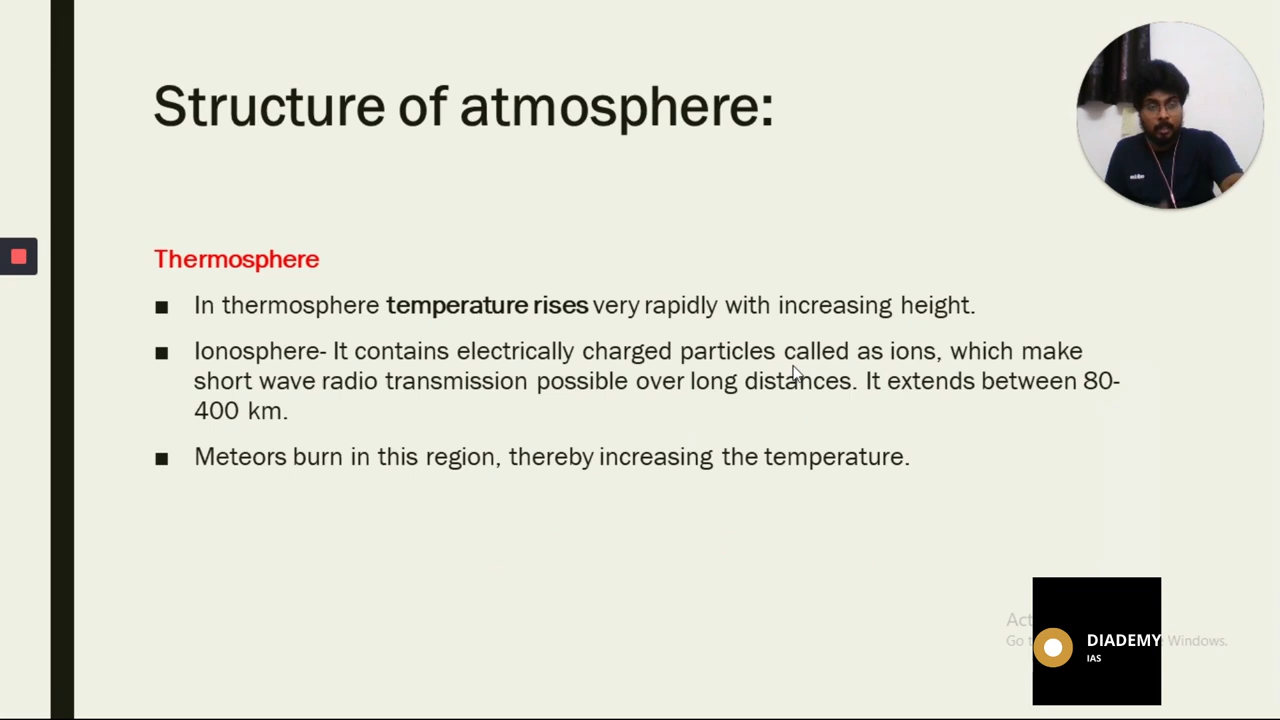 Structure of atmosphere:
Thermosphere
■ In thermosphere temperature rises very rapidly with increasing height.
■ Ionosphere- It contains electrically charged particles called as ions, which make
short wave radio transmission possible over long distances. It extends between 80-
400 km.
■ Meteors burn in this region, thereby increasing the temperature.
Act
Go t
Windows.
DIADEMY
IAS